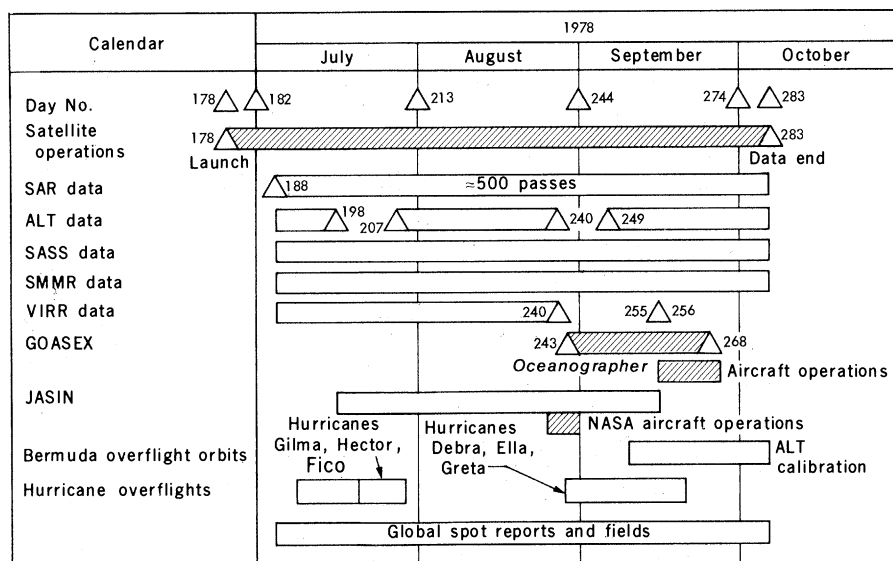 Calendar
1978
July August September October
Day No. 178 182 213 244 274 283
Satellite operations 178 283
Launch Data end
SAR data 188 ≈500 passes
ALT data 198 207 240 249
SASS data
SMMR data
VIRR data 240 255 256
GOASEX 243 268
Oceanographer Aircraft operations
JASIN
NASA aircraft operations
Hurricanes
Gilma, Hector,
Fico
Hurricanes
Debra, Ella,
Greta
Bermuda overflight orbits ALT
calibration
Hurricane overflights
Global spot reports and fields